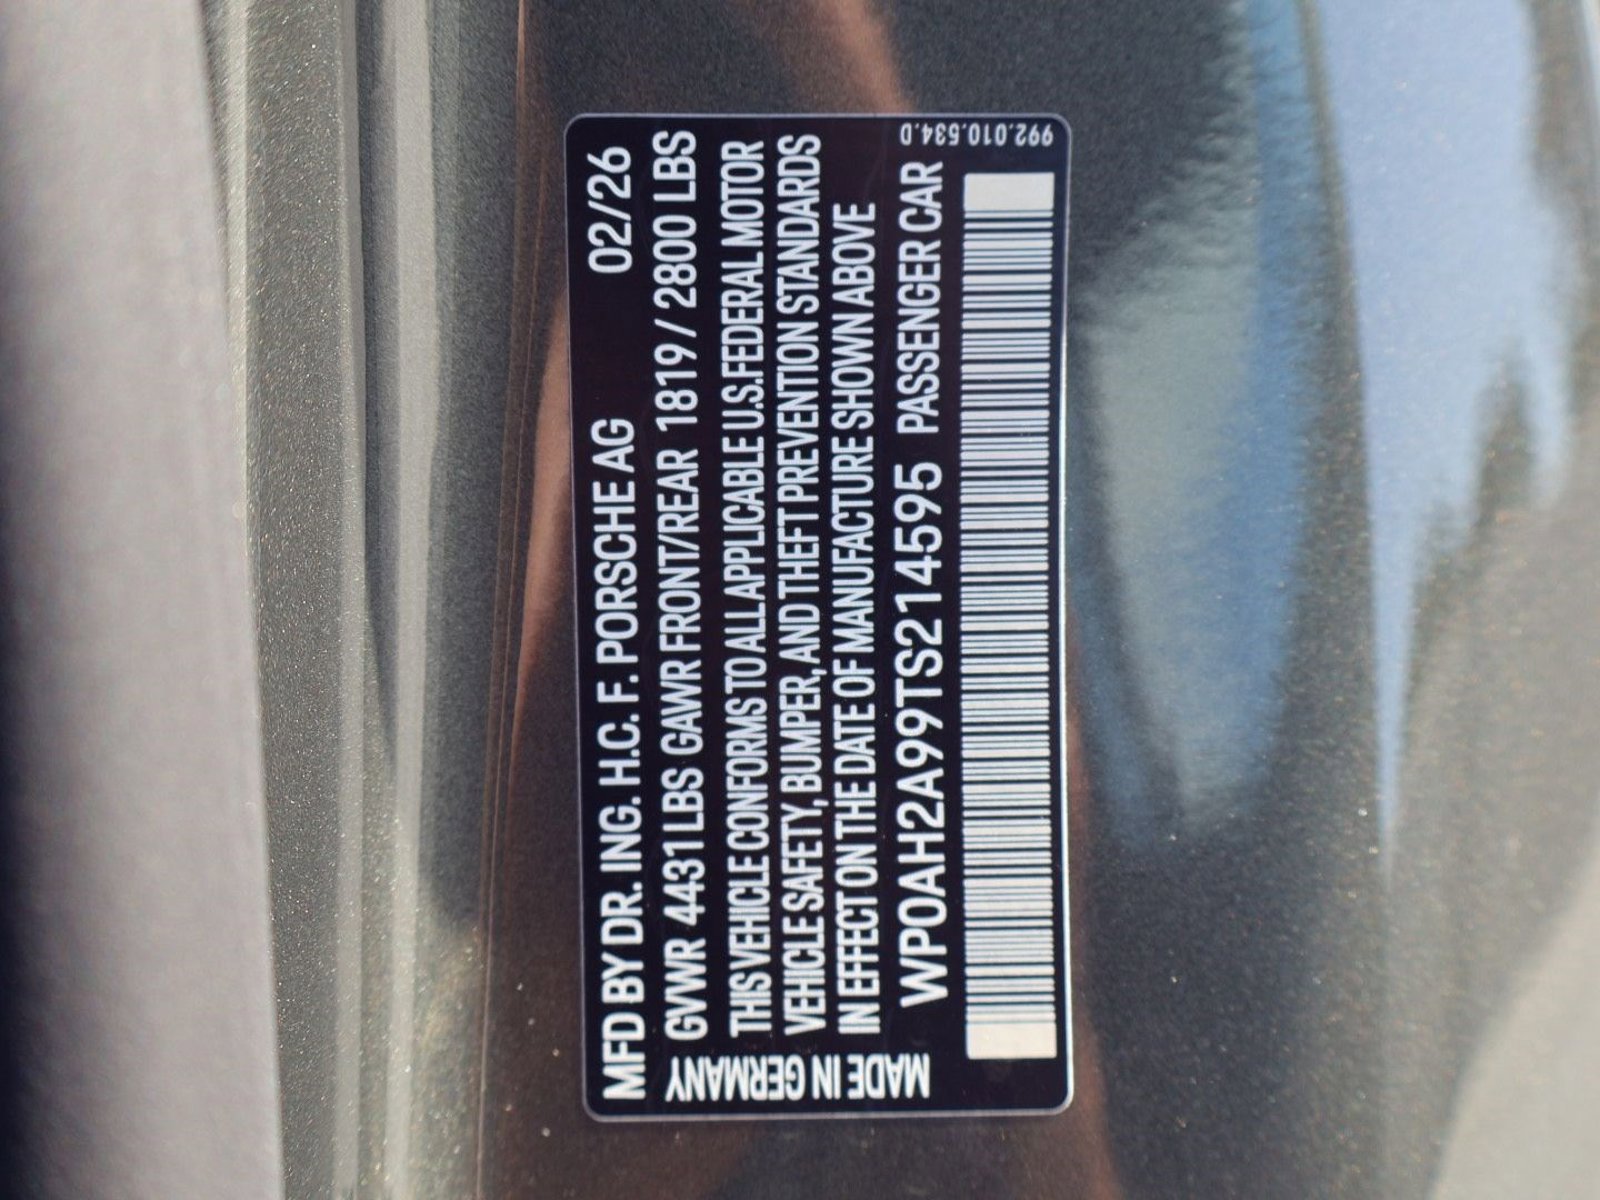 MFD BY DR. ING. H.C. F. PORSCHE AG 02/26
GVWR 4431 LBS GAWR FRONT/REAR 1819 / 2800 LBS
THIS VEHICLE CONFORMS TO ALL APPLICABLE U.S. FEDERAL MOTOR
VEHICLE SAFETY, BUMPER, AND THEFT PREVENTION STANDARDS
IN EFFECT ON THE DATE OF MANUFACTURE SHOWN ABOVE
WP0AH2A99TS214595 PASSENGER CAR
MADE IN GERMANY
992.010.534.D